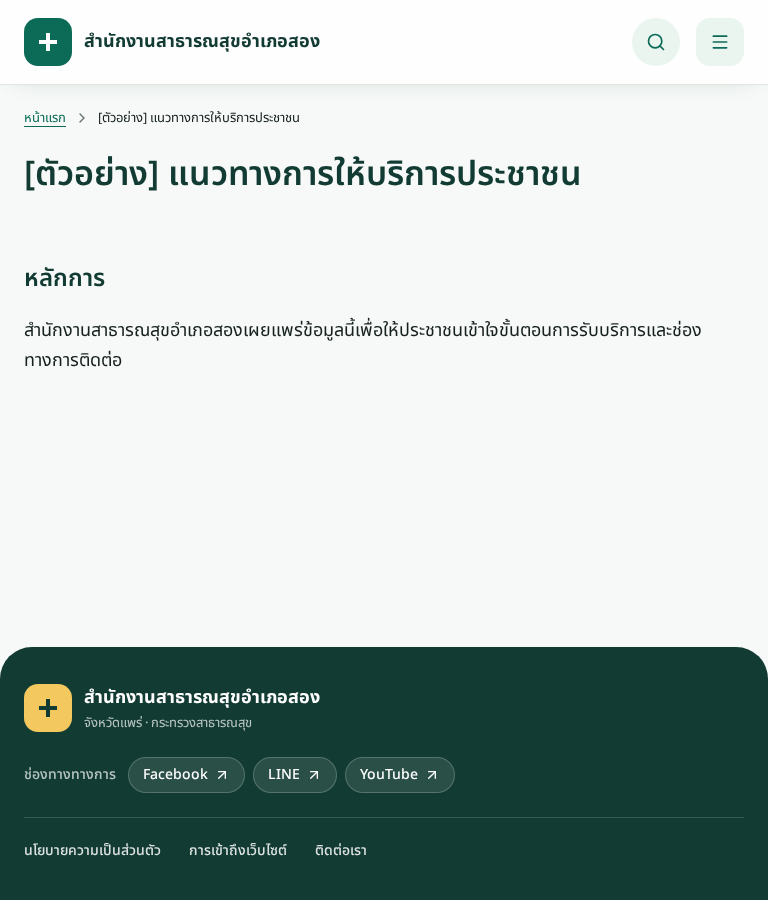 สำนักงานสาธารณสุขอำเภอสอง
หน้าแรก
[ตัวอย่าง] แนวทางการให้บริการประชาชน
[ตัวอย่าง] แนวทางการให้บริการประชาชน
หลักการ
สำนักงานสาธารณสุขอำเภอสองเผยแพร่ข้อมูลนี้เพื่อให้ประชาชนเข้าใจขั้นตอนการรับบริการและช่อง
ทางการติดต่อ
สำนักงานสาธารณสุขอำเภอสอง
จังหวัดแพร่ · กระทรวงสาธารณสุข
ช่องทางทางการ
Facebook
LINE
YouTube
นโยบายความเป็นส่วนตัว
การเข้าถึงเว็บไซต์
ติดต่อเรา